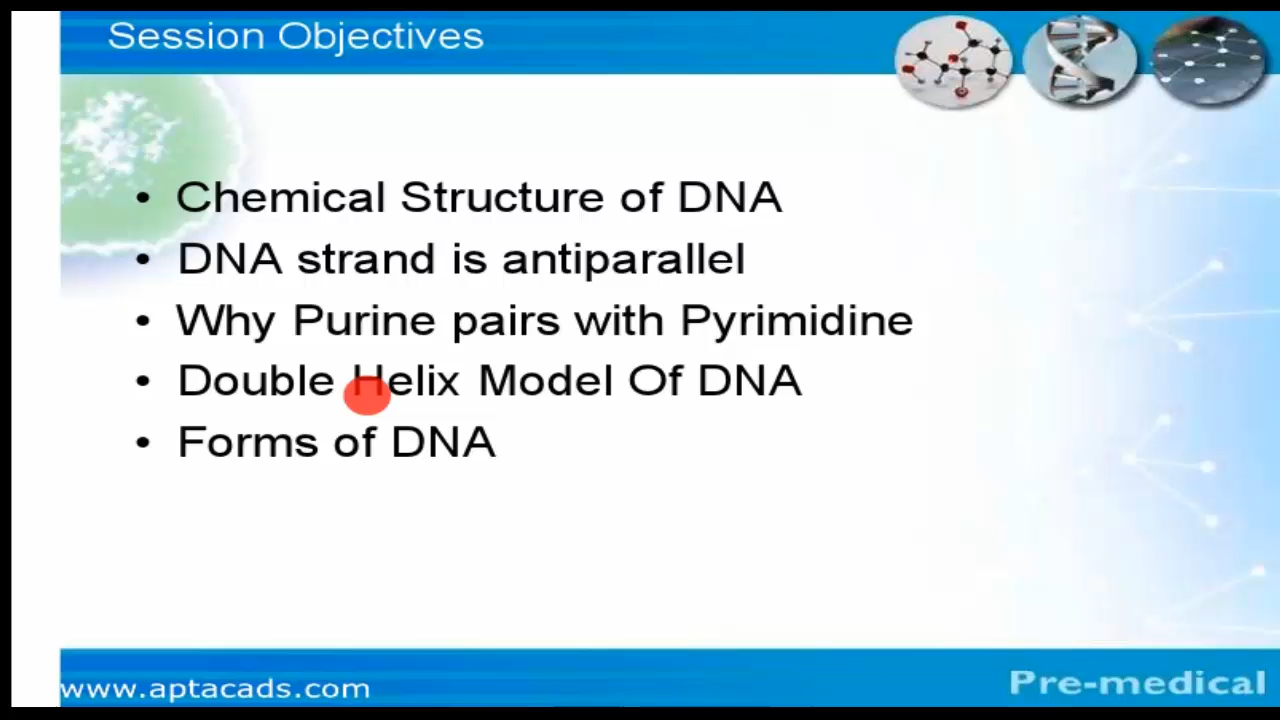 Session Objectives
• Chemical Structure of DNA
• DNA strand is antiparallel
• Why Purine pairs with Pyrimidine
• Double Helix Model Of DNA
• Forms of DNA
www.aptacads.com
Pre-medical